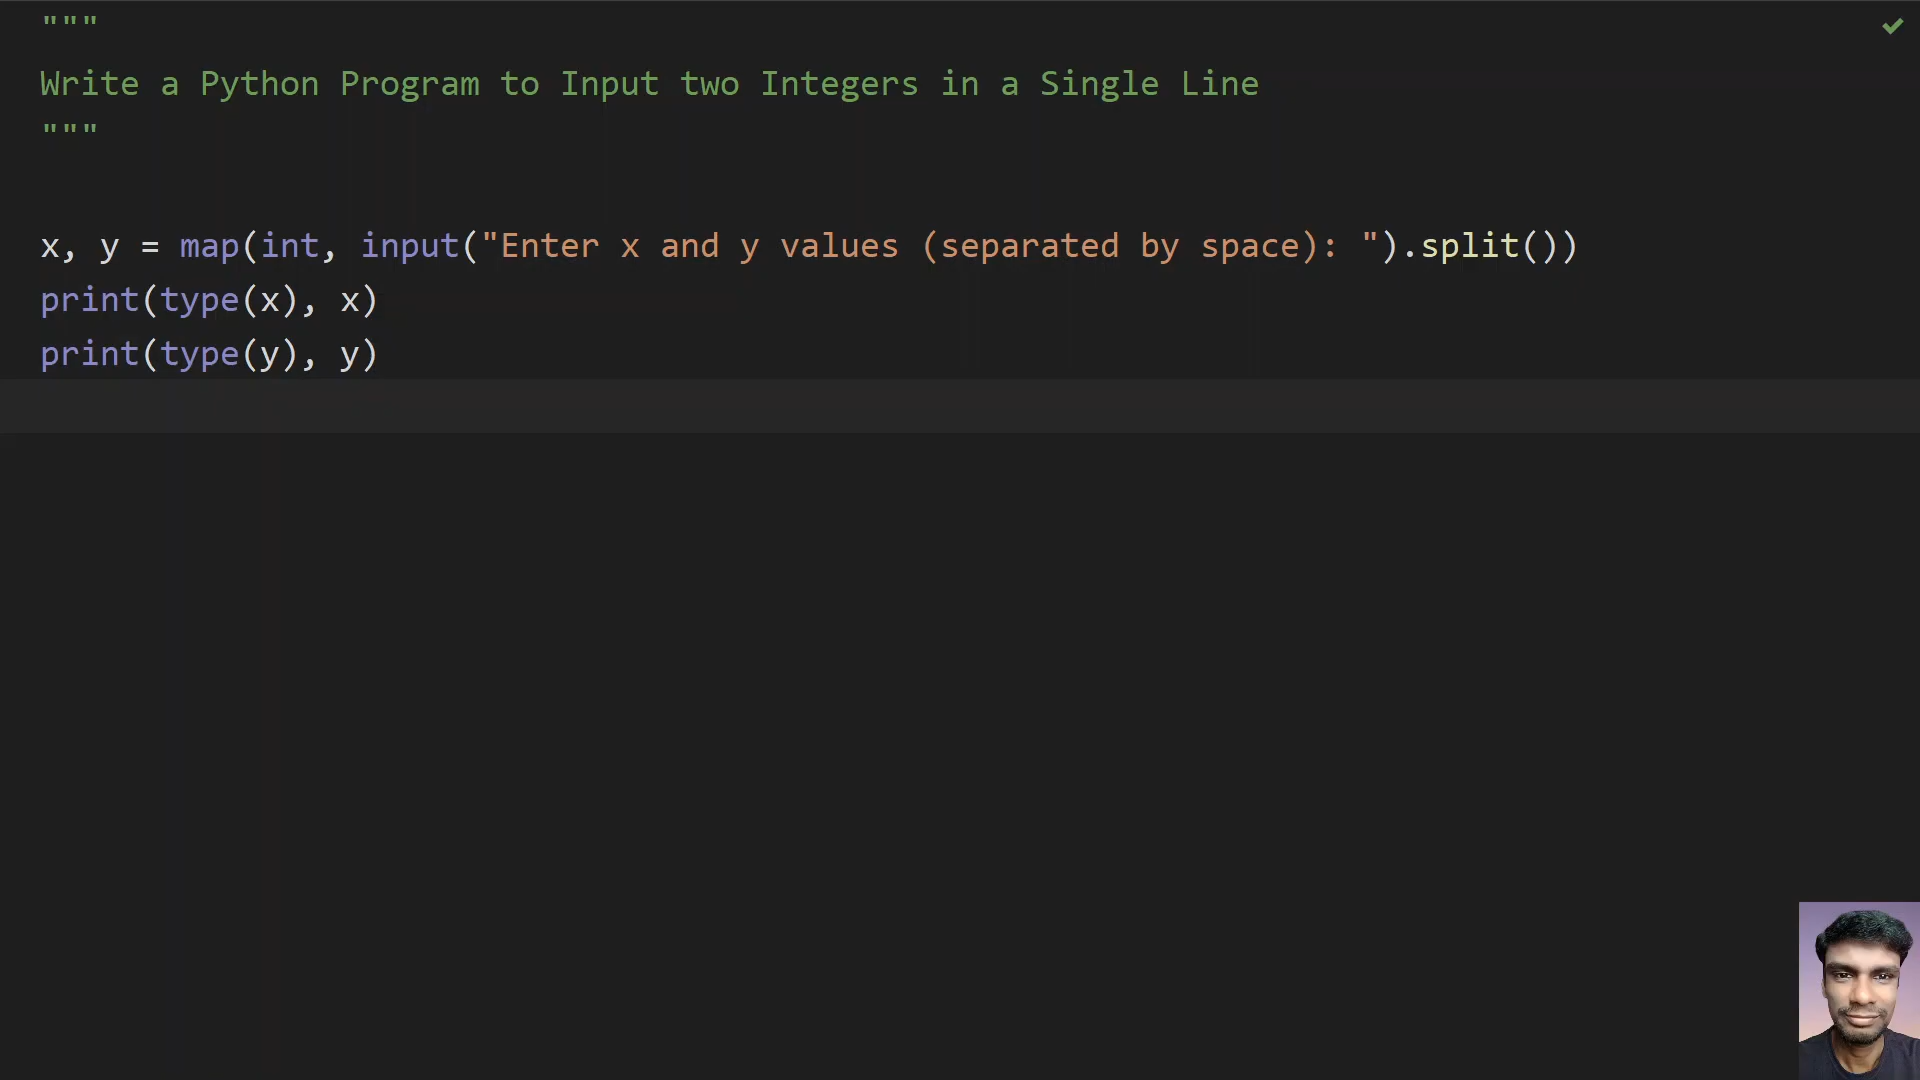 """
Write a Python Program to Input two Integers in a Single Line
"""
x, y = map(int, input("Enter x and y values (separated by space): ").split())
print(type(x), x)
print(type(y), y)